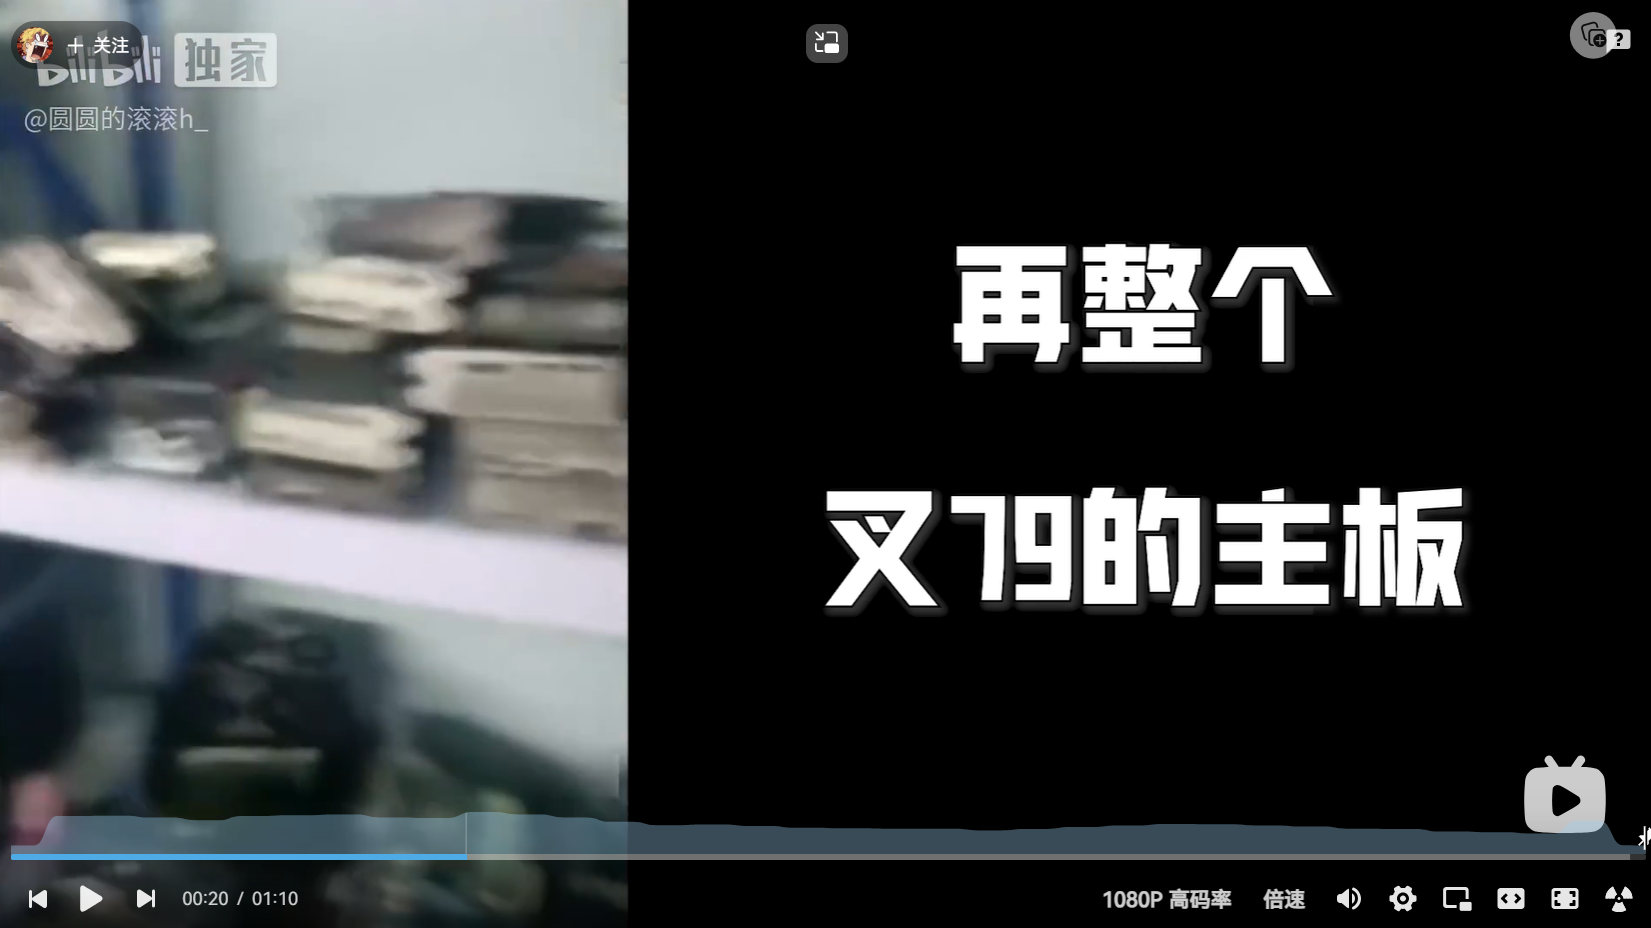 + 关注
bilibili 独家
@圆圆的滚滚h_
?
再整个
叉79的主板
00:20 / 01:10
1080P 高码率
倍速